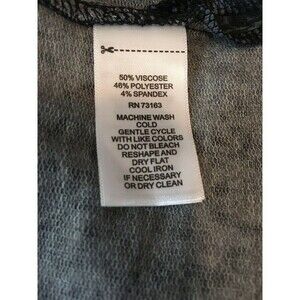 50% VISCOSE
46% POLYESTER
4% SPANDEX
RN 73163
MACHINE WASH
COLD
GENTLE CYCLE
WITH LIKE COLORS
DO NOT BLEACH
RESHAPE AND
DRY FLAT
COOL IRON
IF NECESSARY
OR DRY CLEAN